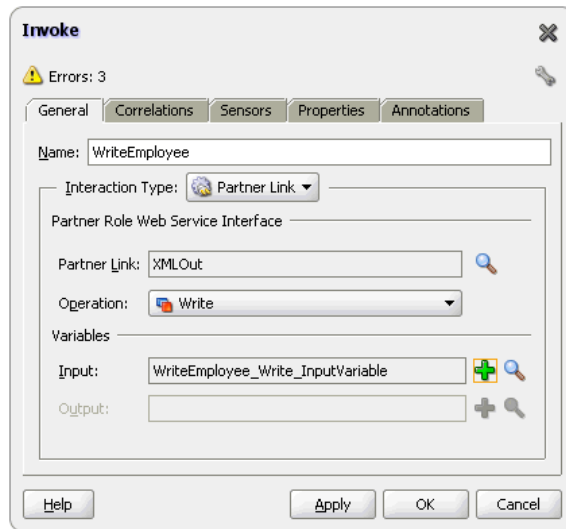 Invoke
Errors: 3
General Correlations Sensors Properties Annotations
Name: WriteEmployee
Interaction Type: Partner Link
Partner Role Web Service Interface
Partner Link: XMLOut
Operation: Write
Variables
Input: WriteEmployee_Write_InputVariable
Output:
Help Apply OK Cancel